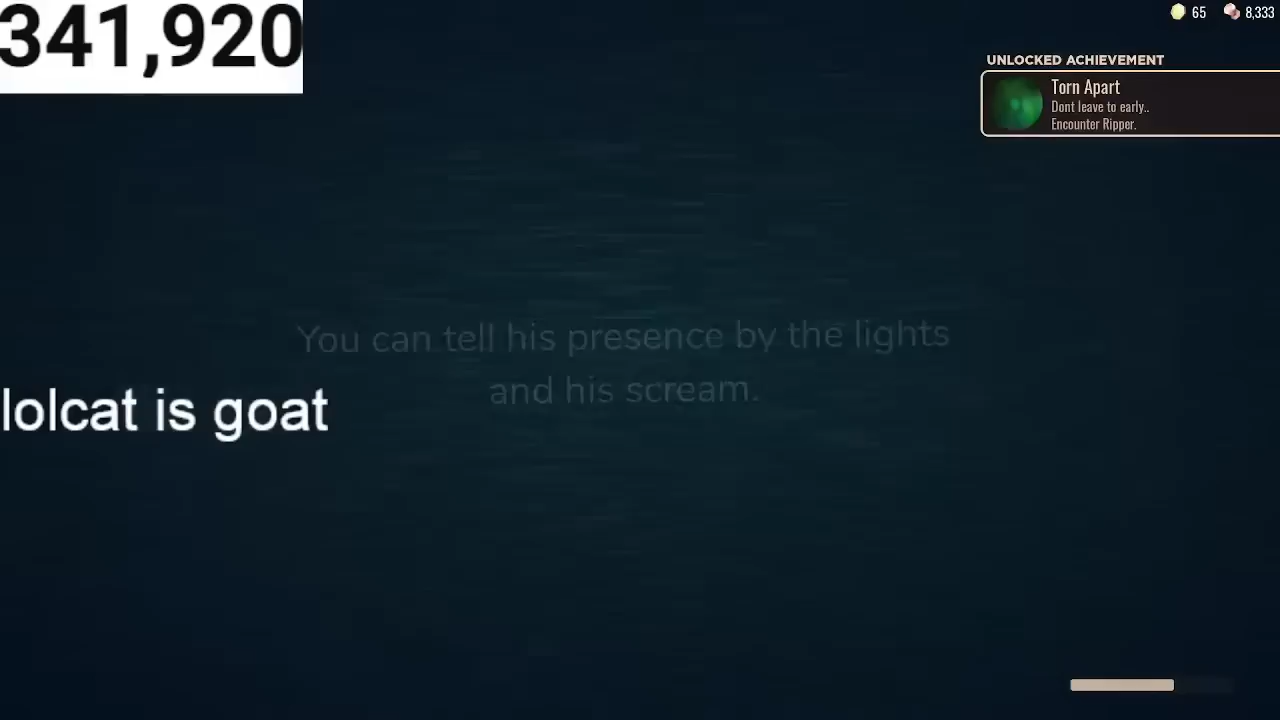 341,920
65 8,333
UNLOCKED ACHIEVEMENT
Torn Apart
Dont leave to early..
Encounter Ripper.
You can tell his presence by the lights
and his scream.
lolcat is goat